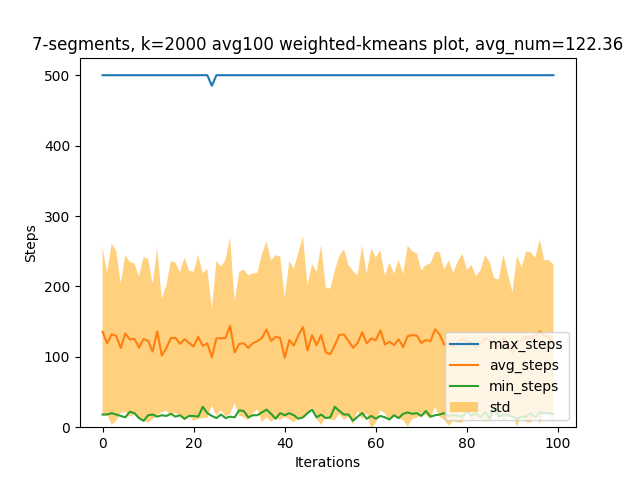 7-segments, k=2000 avg100 weighted-kmeans plot, avg_num=122.36
500
400
300
200
100
0
Steps
0
20
40
60
80
100
Iterations
max_steps
avg_steps
min_steps
std